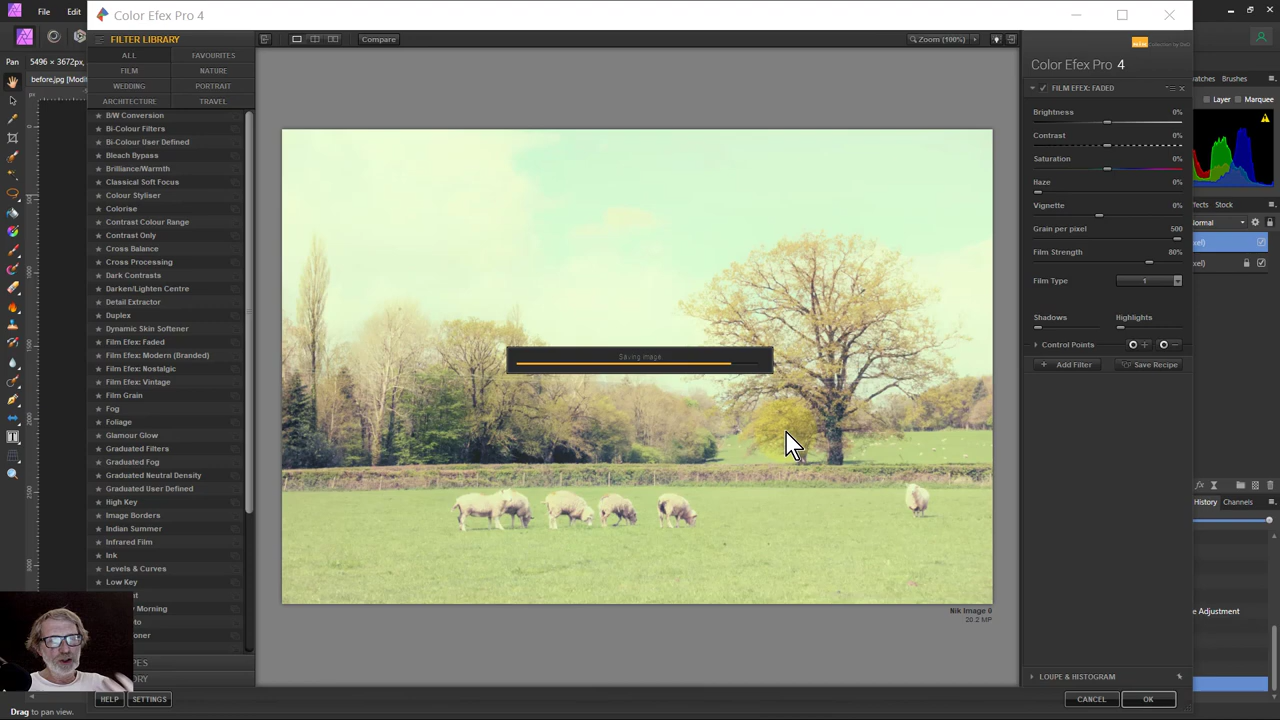 File
Edit
Color Efex Pro 4
FILTER LIBRARY
Compare
Zoom (100%)
Pan
5496 × 3672px,
before.jpg [Modi
ALL
FAVOURITES
FILM
NATURE
WEDDING
PORTRAIT
ARCHITECTURE
TRAVEL
B/W Conversion
Bi-Colour Filters
Bi-Colour User Defined
Bleach Bypass
Brilliance/Warmth
Classical Soft Focus
Colour Styliser
Colorise
Contrast Colour Range
Contrast Only
Cross Balance
Cross Processing
Dark Contrasts
Darken/Lighten Centre
Detail Extractor
Duplex
Dynamic Skin Softener
Film Efex: Faded
Film Efex: Modern (Branded)
Film Efex: Nostalgic
Film Efex: Vintage
Film Grain
Fog
Foliage
Glamour Glow
Graduated Filters
Graduated Fog
Graduated Neutral Density
Graduated User Defined
High Key
Image Borders
Indian Summer
Infrared Film
Ink
Levels & Curves
Low Key
Morning
HELP
SETTINGS
Saving image
Nik Image 0
20.2 MP
Color Efex Pro 4
FILM EFEX: FADED
Brightness 0%
Contrast 0%
Saturation 0%
Haze 0%
Vignette 0%
Grain per pixel 500
Film Strength 80%
Film Type 1
Shadows Highlights
Control Points
Add Filter
Save Recipe
LOUPE & HISTOGRAM
CANCEL
OK
Brushes
Layer
Marquee
Stock
History
Channels
e Adjustment
Drag to pan view.